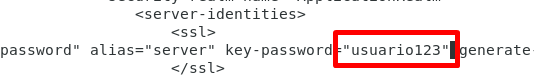 <server-identities>
<ssl>
password" alias="server" key-password="usuario123" generate-
</ssl>